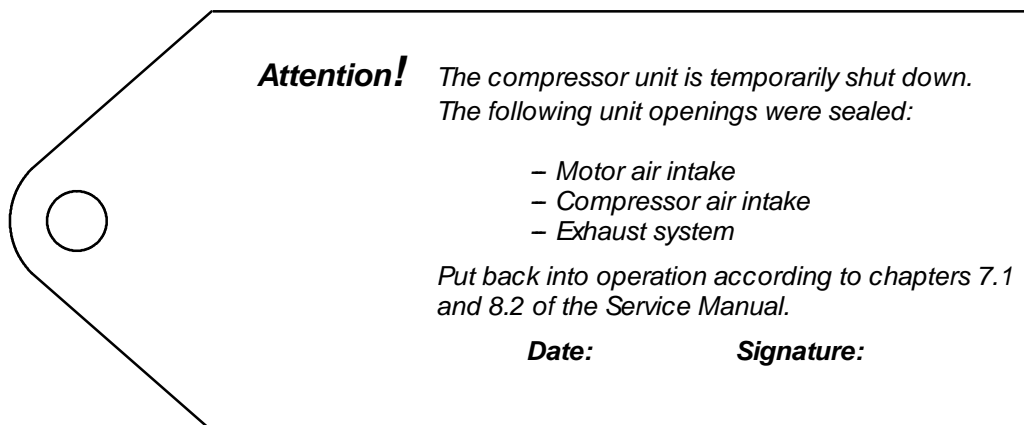 Attention! The compressor unit is temporarily shut down.
The following unit openings were sealed:
– Motor air intake
– Compressor air intake
– Exhaust system
Put back into operation according to chapters 7.1
and 8.2 of the Service Manual.
Date: Signature: